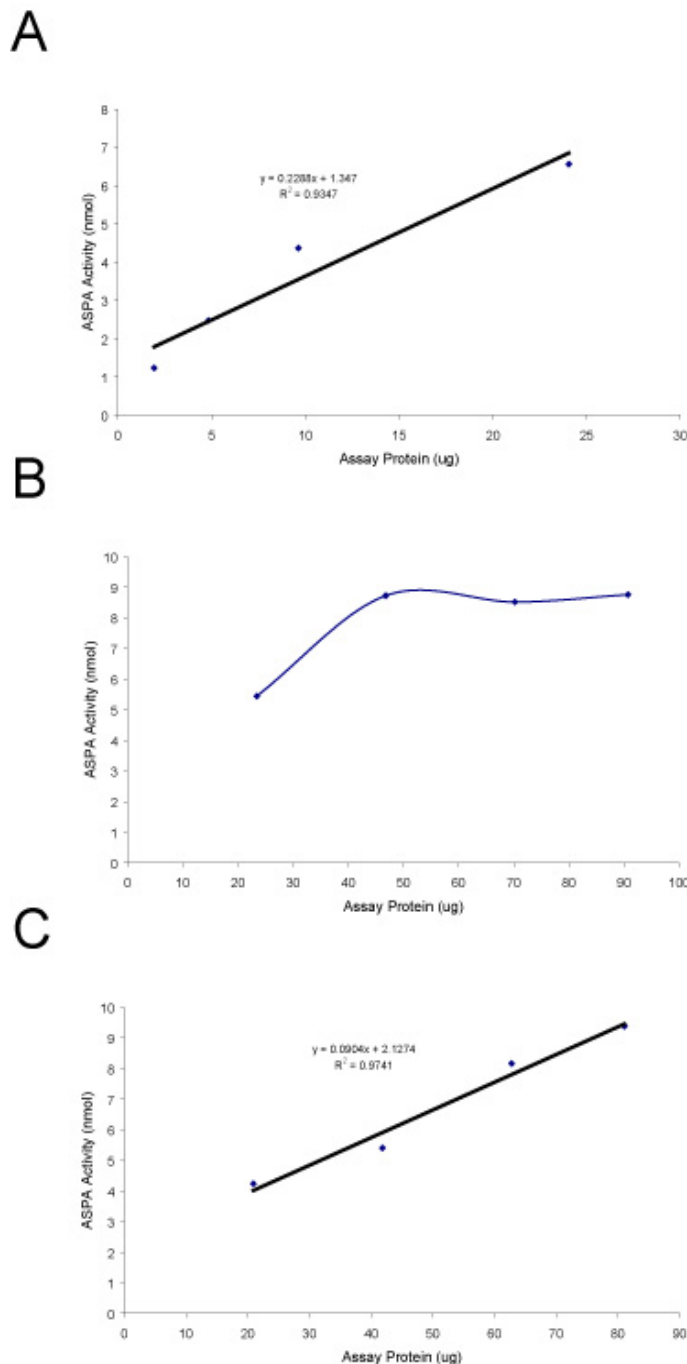 A
8
7
6
5
4
3
2
1
0
ASPA Activity (nmol)
y = 0.2288x + 1.347
R² = 0.9347
0 5 10 15 20 25 30
Assay Protein (ug)
B
10
9
8
7
6
5
4
3
2
1
0
ASPA Activity (nmol)
0 10 20 30 40 50 60 70 80 90 100
Assay Protein (ug)
C
10
9
8
7
6
5
4
3
2
1
0
ASPA Activity (nmol)
y = 0.0904x + 2.1274
R² = 0.9741
0 10 20 30 40 50 60 70 80 90
Assay Protein (ug)